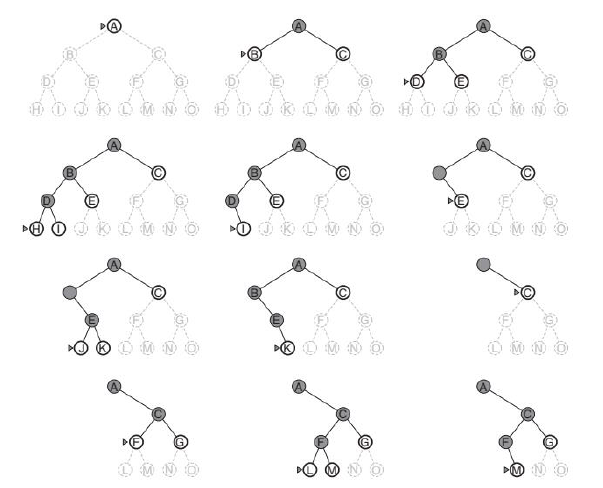 A A A
B C B C B C
D E F G D E F G D E F G
H I J K L M N O H I J K L M N O H I J K L M N O
A A A
B C B C C
D E F G D E F G E F G
H I J K L M N O I J K L M N O J K L M N O
A A
C B C C
E F G E F G F G
J K L M N O K L M N O L M N O
A A A
C C C
F G F G F G
L M N O L M N O M N O